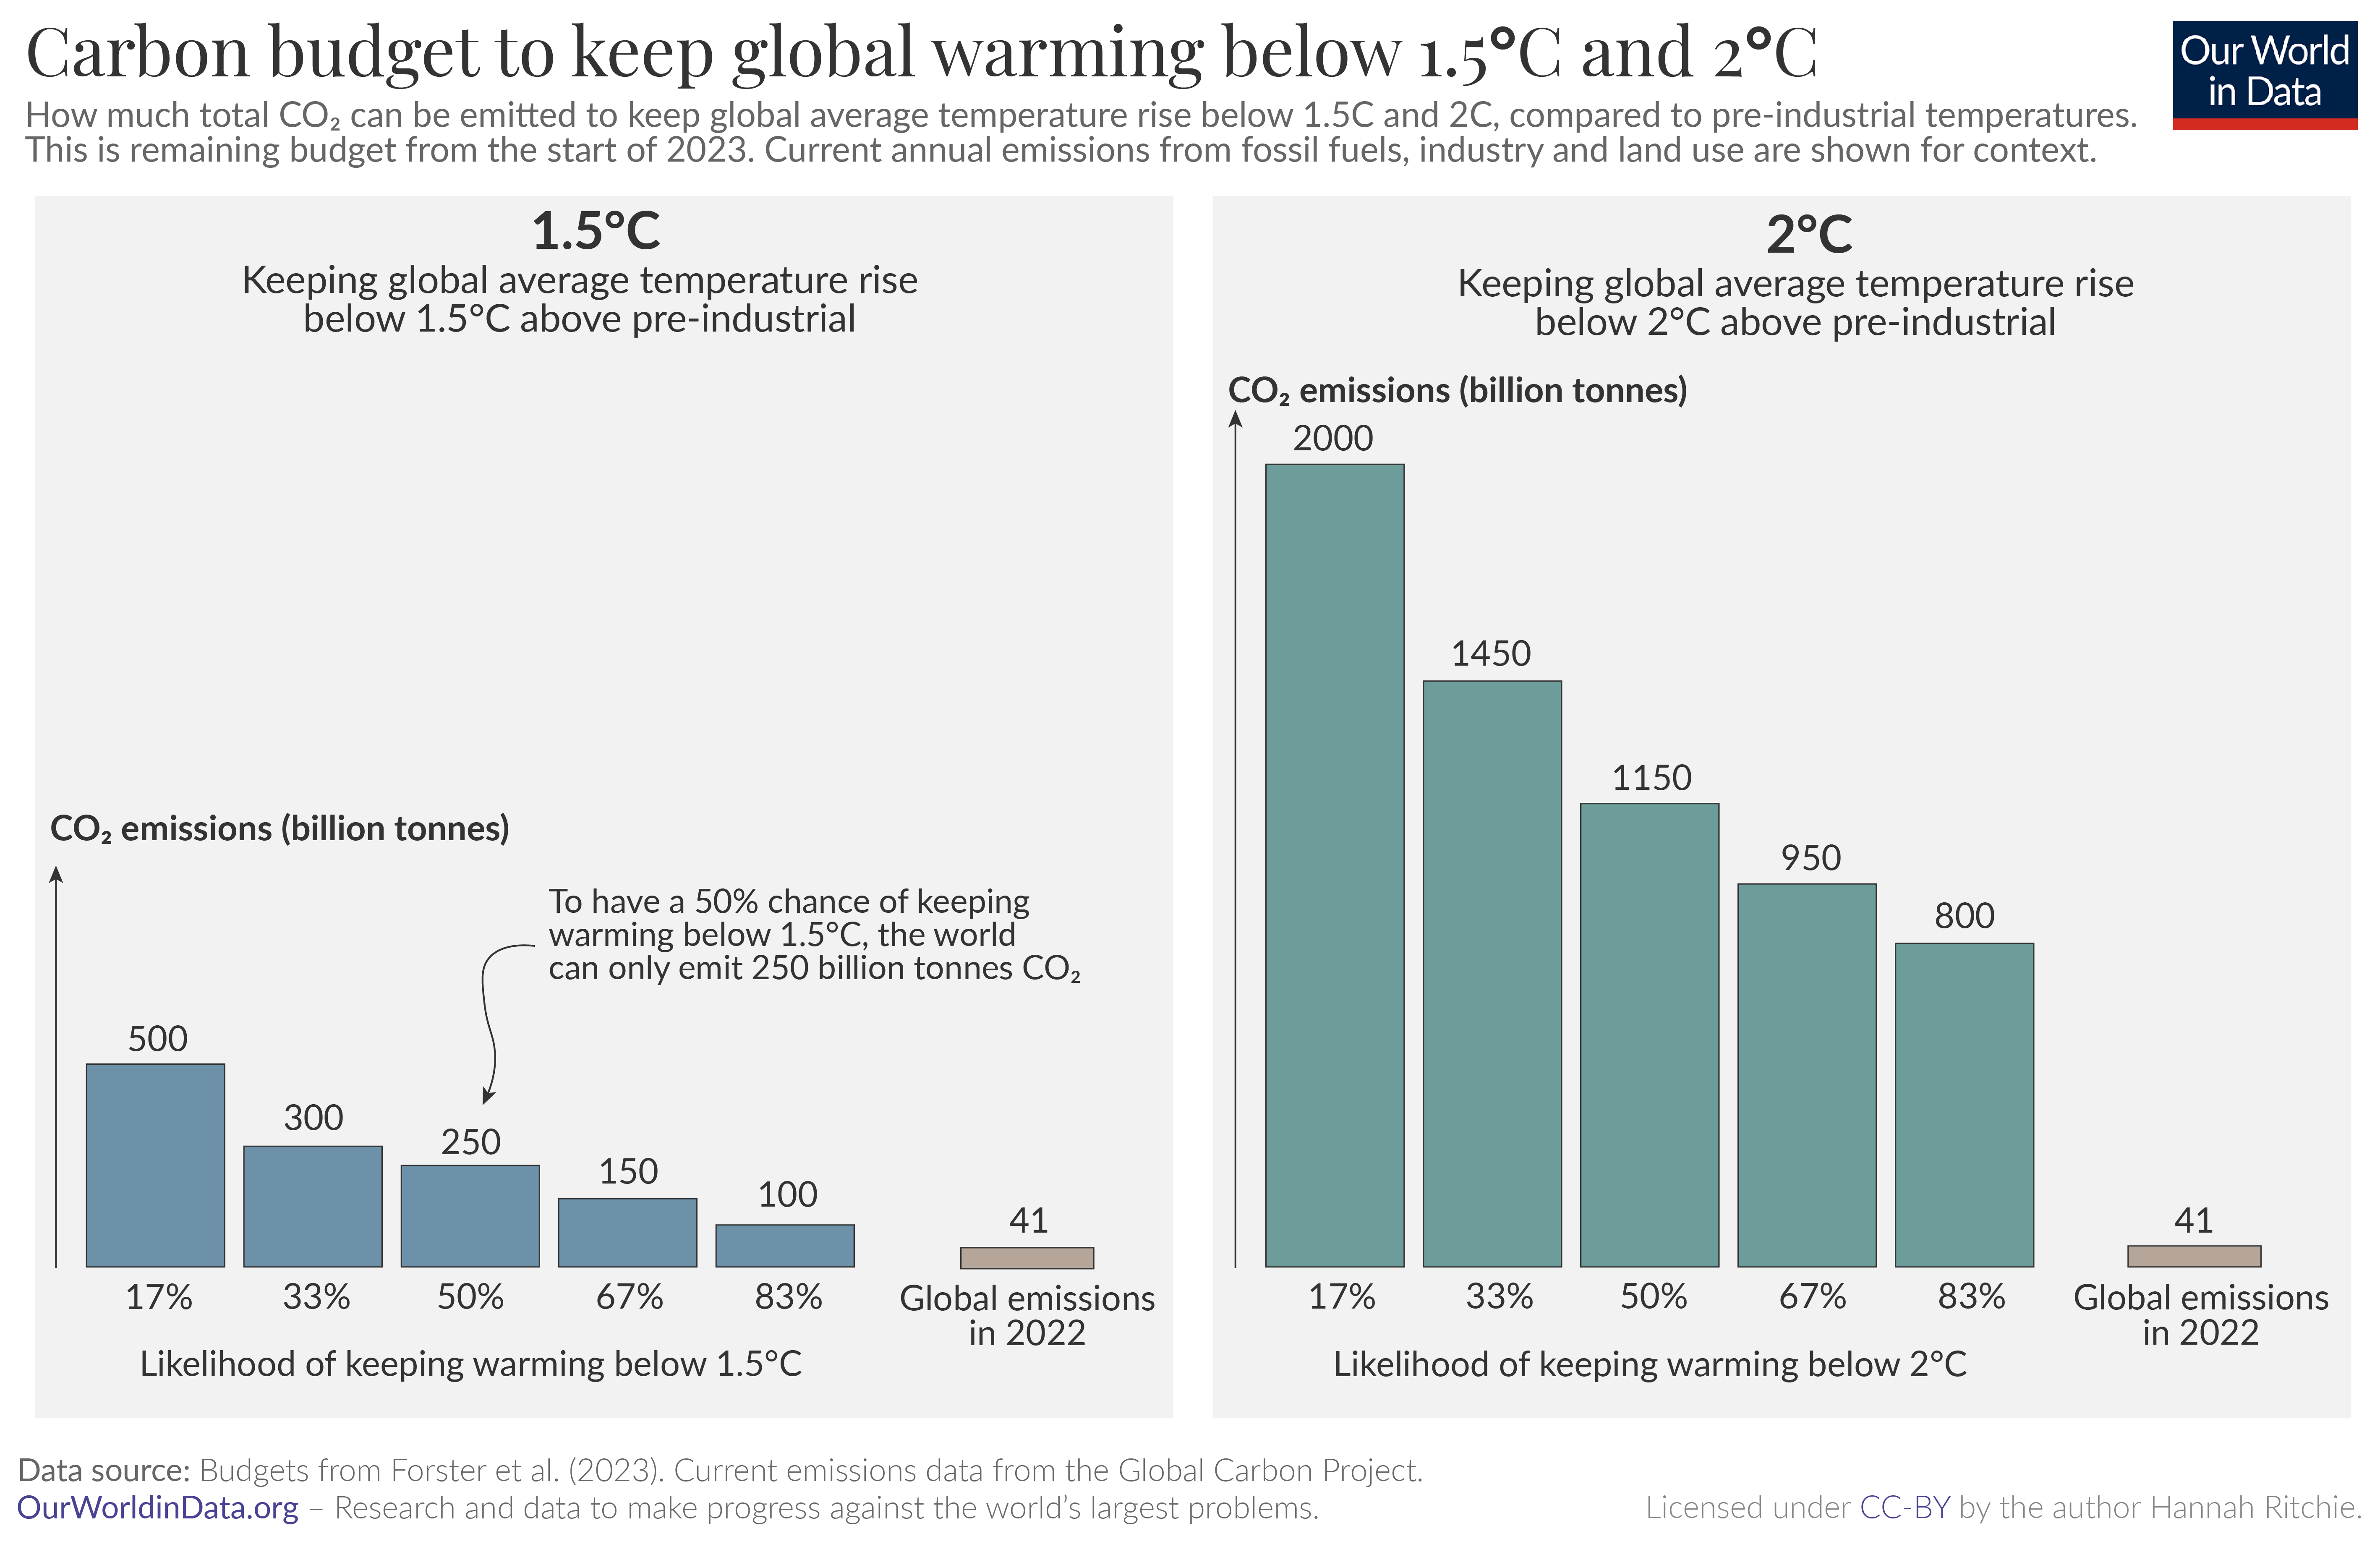 Carbon budget to keep global warming below 1.5°C and 2°C
Our World
in Data
How much total CO₂ can be emitted to keep global average temperature rise below 1.5C and 2C, compared to pre-industrial temperatures.
This is remaining budget from the start of 2023. Current annual emissions from fossil fuels, industry and land use are shown for context.
1.5°C
Keeping global average temperature rise
below 1.5°C above pre-industrial
CO₂ emissions (billion tonnes)
To have a 50% chance of keeping
warming below 1.5°C, the world
can only emit 250 billion tonnes CO₂
500
300
250
150
100
41
17%
33%
50%
67%
83%
Global emissions
in 2022
Likelihood of keeping warming below 1.5°C
2°C
Keeping global average temperature rise
below 2°C above pre-industrial
CO₂ emissions (billion tonnes)
2000
1450
1150
950
800
41
17%
33%
50%
67%
83%
Global emissions
in 2022
Likelihood of keeping warming below 2°C
Data source: Budgets from Forster et al. (2023). Current emissions data from the Global Carbon Project.
OurWorldinData.org – Research and data to make progress against the world's largest problems.
Licensed under CC-BY by the author Hannah Ritchie.